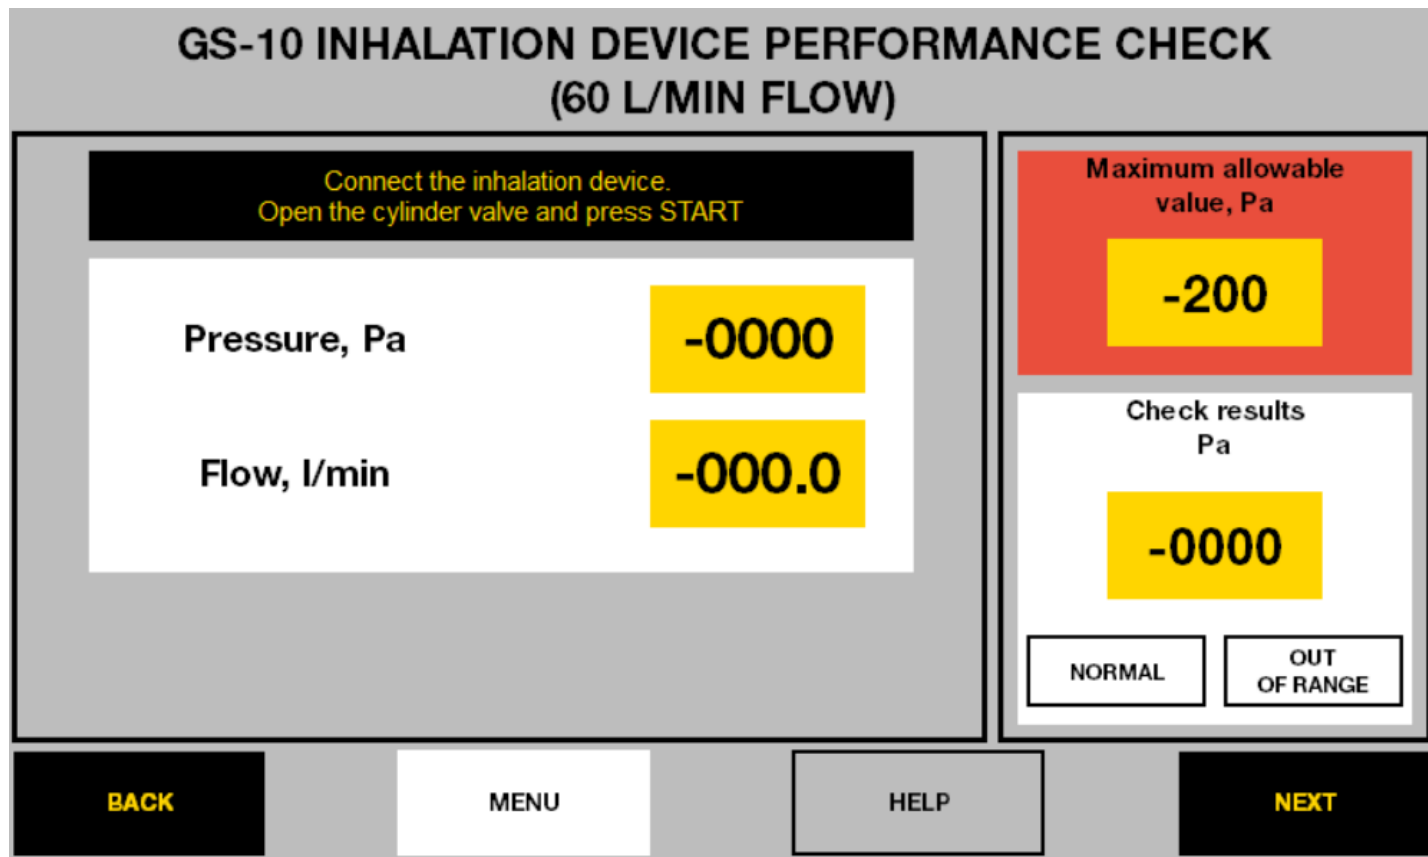 GS-10 INHALATION DEVICE PERFORMANCE CHECK
(60 L/MIN FLOW)
Connect the inhalation device.
Open the cylinder valve and press START
Pressure, Pa
-0000
Flow, l/min
-000.0
Maximum allowable
value, Pa
-200
Check results
Pa
-0000
NORMAL
OUT
OF RANGE
BACK
MENU
HELP
NEXT